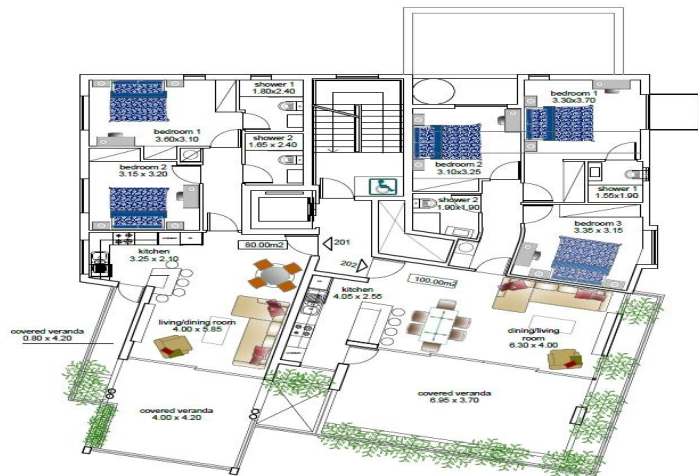 shower 1
1.80x2.40
bedroom 1
3.60x3.10
shower 2
1.65 x 2.40
bedroom 2
3.15 x 3.20
kitchen
3.25 x 2.10
80.00m2
201
202
living/dining room
4.00 x 5.85
covered veranda
0.80 x 4.20
covered veranda
4.00 x 4.20
bedroom 1
3.30x3.70
bedroom 2
3.10x3.25
shower 1
1.55x1.90
shower 2
1.90x1.90
bedroom 3
3.35 x 3.15
100.00m2
kitchen
4.05 x 2.55
dining/living
room
6.30 x 4.00
covered veranda
6.95 x 3.70